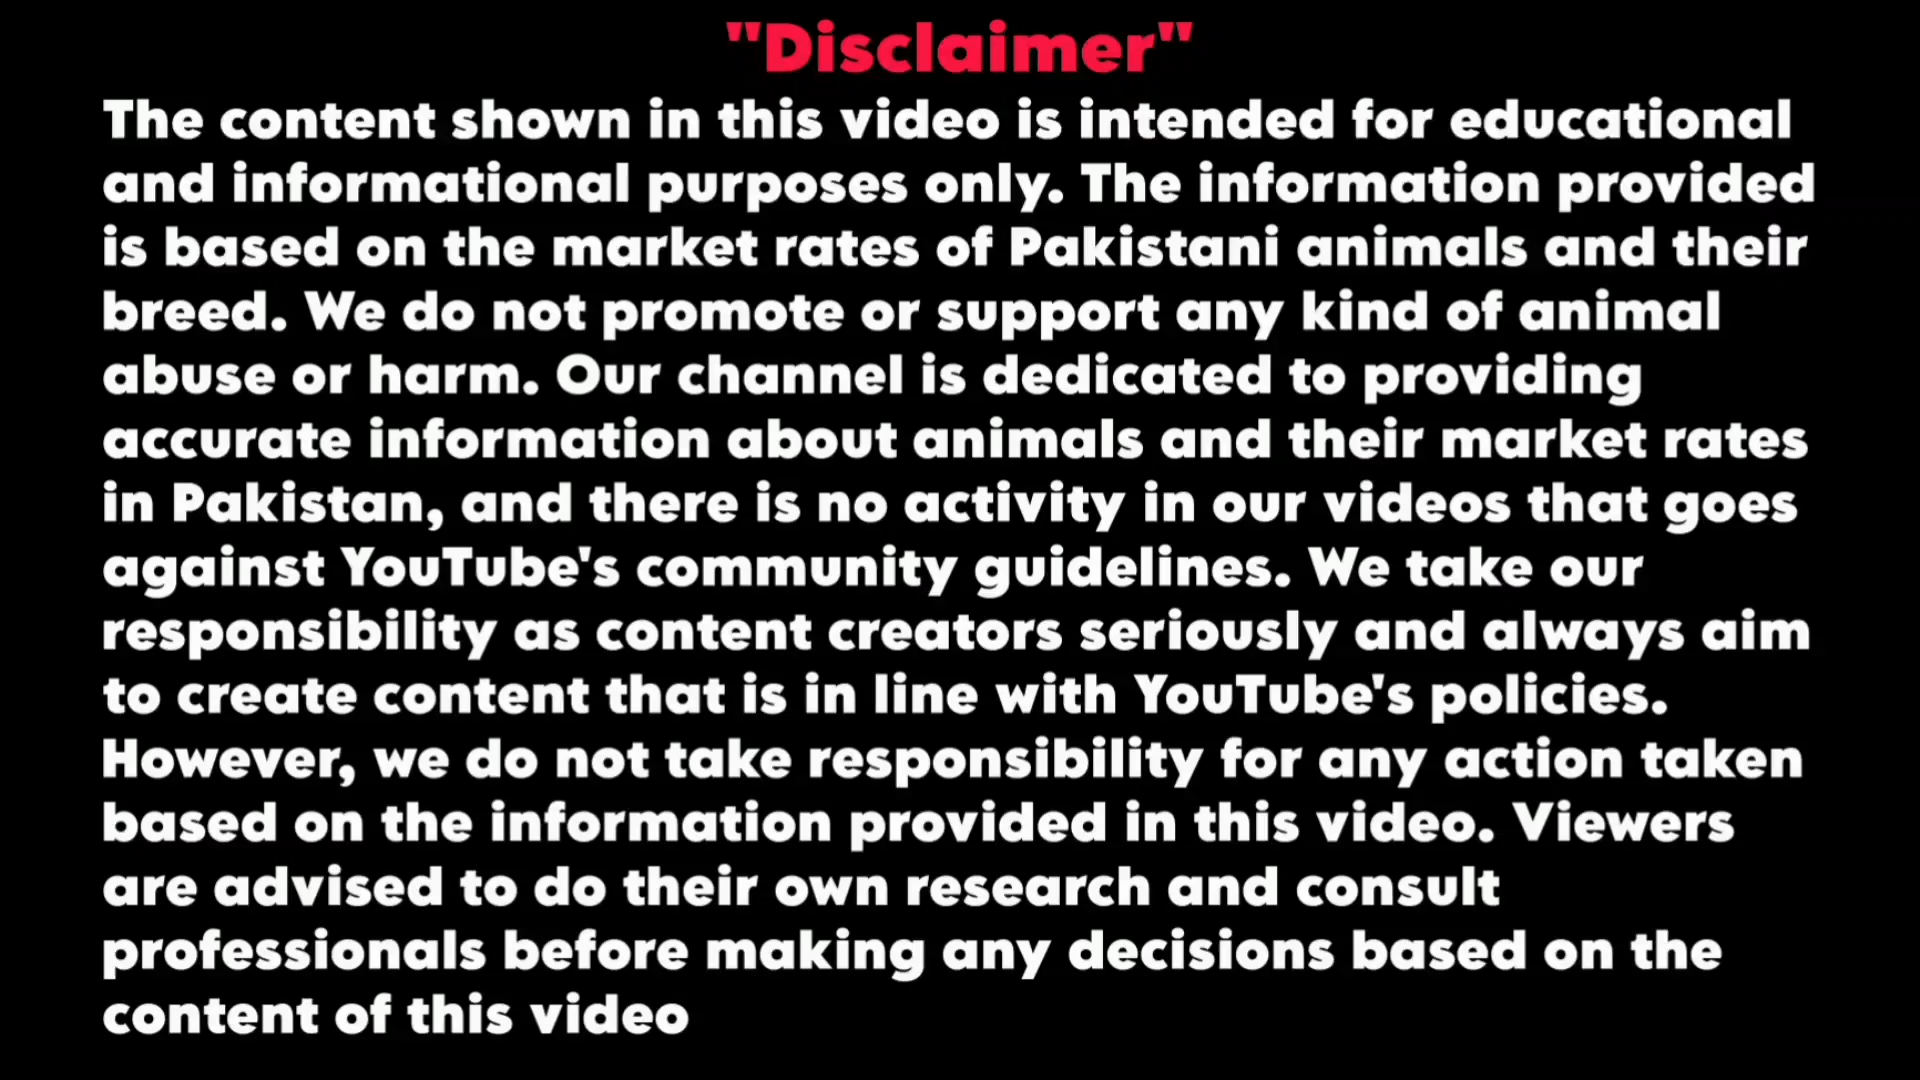 "Disclaimer"
The content shown in this video is intended for educational
and informational purposes only. The information provided
is based on the market rates of Pakistani animals and their
breed. We do not promote or support any kind of animal
abuse or harm. Our channel is dedicated to providing
accurate information about animals and their market rates
in Pakistan, and there is no activity in our videos that goes
against YouTube's community guidelines. We take our
responsibility as content creators seriously and always aim
to create content that is in line with YouTube's policies.
However, we do not take responsibility for any action taken
based on the information provided in this video. Viewers
are advised to do their own research and consult
professionals before making any decisions based on the
content of this video